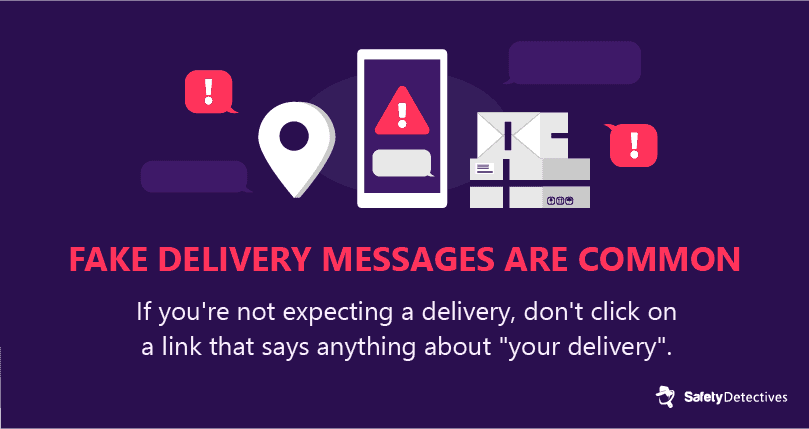 FAKE DELIVERY MESSAGES ARE COMMON
If you're not expecting a delivery, don't click on
a link that says anything about "your delivery".
SafetyDetectives